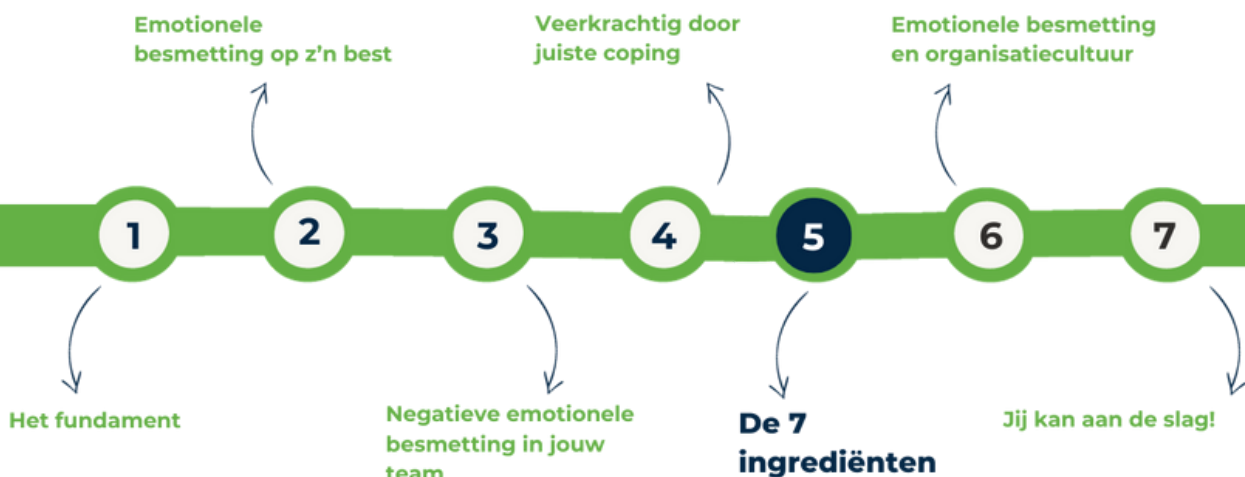 Emotionele
besmetting op z'n best
Veerkrachtig door
juiste coping
Emotionele besmetting
en organisatiecultuur
1
2
3
4
5
6
7
Het fundament
Negatieve emotionele
besmetting in jouw
team
De 7
ingrediënten
Jij kan aan de slag!